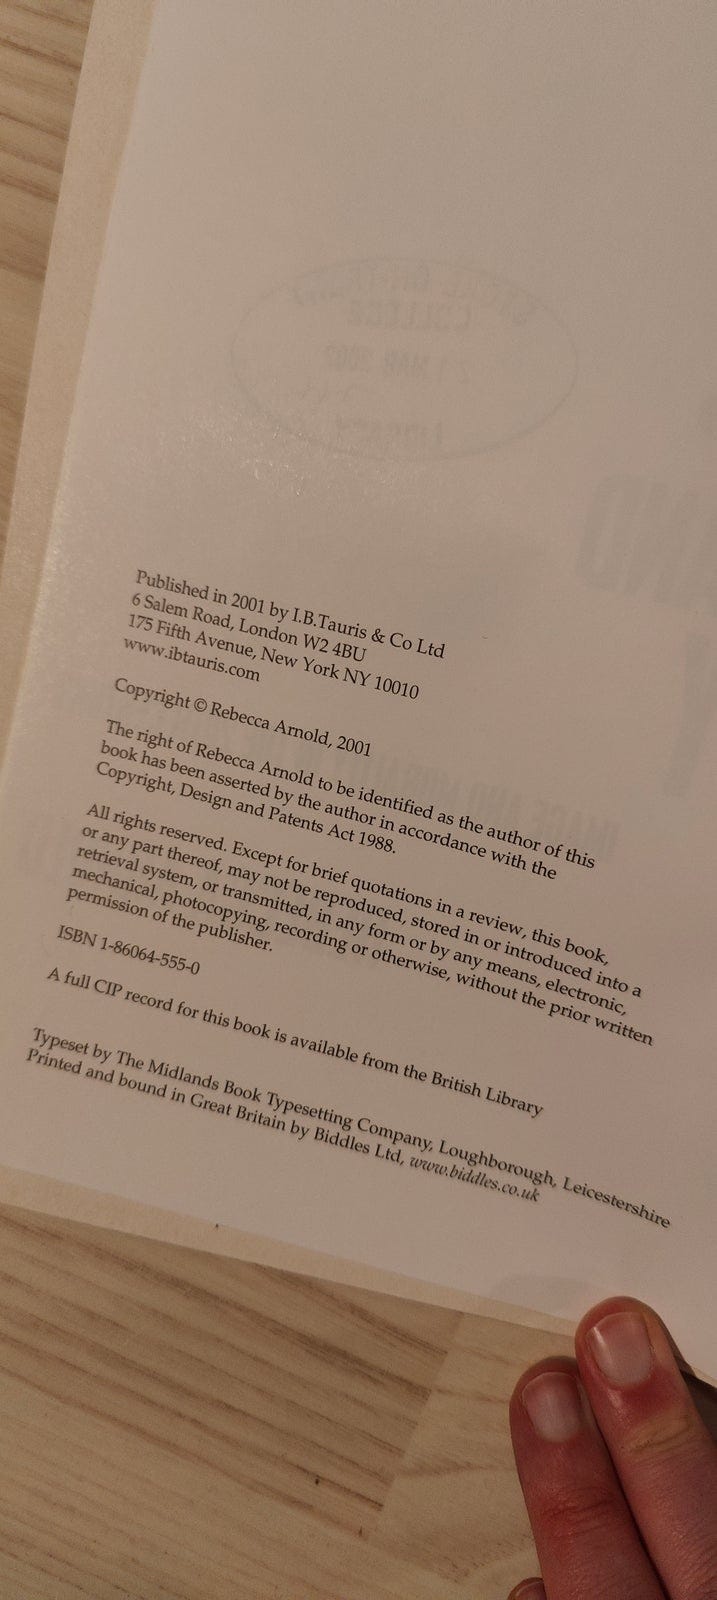 COLLEGE
21 MAR 2002
LIBRARY
Published in 2001 by I.B.Tauris & Co Ltd
6 Salem Road, London W2 4BU
175 Fifth Avenue, New York NY 10010
www.ibtauris.com
Copyright © Rebecca Arnold, 2001
The right of Rebecca Arnold to be identified as the author of this
book has been asserted by the author in accordance with the
Copyright, Design and Patents Act 1988.
All rights reserved. Except for brief quotations in a review, this book,
or any part thereof, may not be reproduced, stored in or introduced into a
retrieval system, or transmitted, in any form or by any means, electronic,
mechanical, photocopying, recording or otherwise, without the prior written
permission of the publisher.
ISBN 1-86064-555-0
A full CIP record for this book is available from the British Library
Typeset by The Midlands Book Typesetting Company, Loughborough, Leicestershire
Printed and bound in Great Britain by Biddles Ltd, www.biddles.co.uk